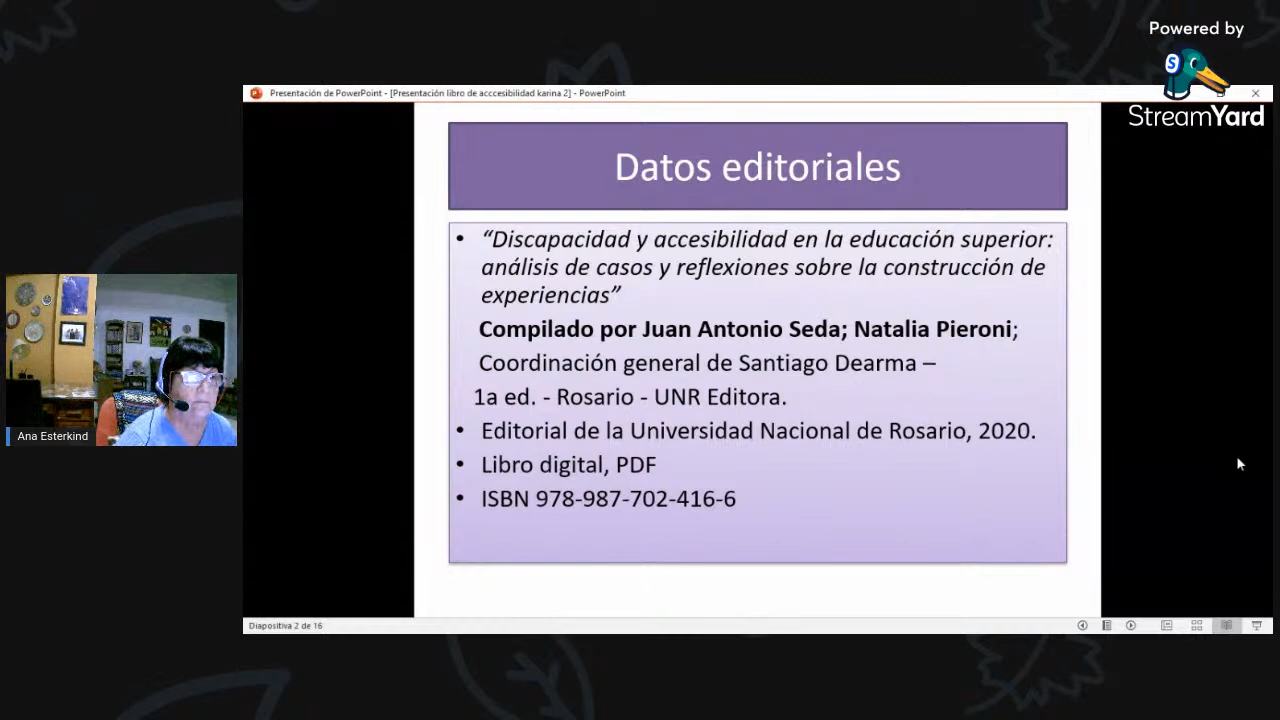 Powered by
StreamYard
Presentación de PowerPoint - [Presentación libro de acccesibilidad karina 2] - PowerPoint
Datos editoriales
• “Discapacidad y accesibilidad en la educación superior:
análisis de casos y reflexiones sobre la construcción de
experiencias”
Compilado por Juan Antonio Seda; Natalia Pieroni;
Coordinación general de Santiago Dearma –
1a ed. - Rosario - UNR Editora.
• Editorial de la Universidad Nacional de Rosario, 2020.
• Libro digital, PDF
• ISBN 978-987-702-416-6
Ana Esterkind
Diapositiva 2 de 16